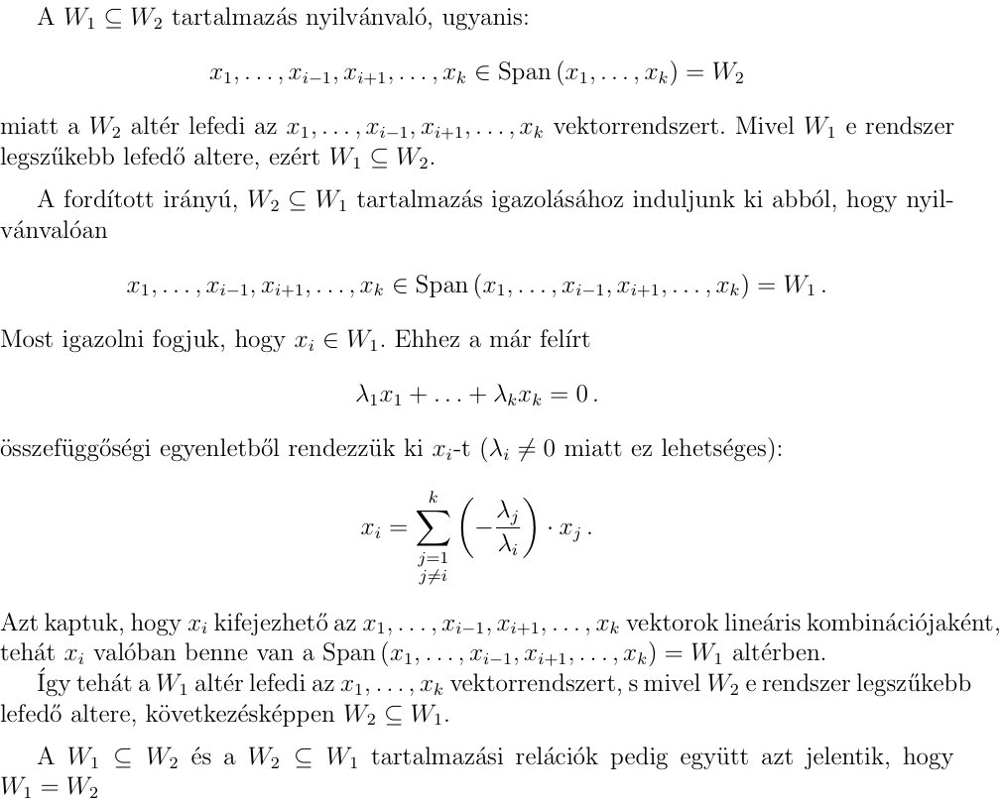 A $W_1 \subseteq W_2$ tartalmazás nyilvánvaló, ugyanis:
$x_1, \ldots, x_{i-1}, x_{i+1}, \ldots, x_k \in \mathrm{Span}\,(x_1, \ldots, x_k) = W_2$
miatt a $W_2$ altér lefedi az $x_1, \ldots, x_{i-1}, x_{i+1}, \ldots, x_k$ vektorrendszert. Mivel $W_1$ e rendszer
legszűkebb lefedő altere, ezért $W_1 \subseteq W_2$.
A fordított irányú, $W_2 \subseteq W_1$ tartalmazás igazolásához induljunk ki abból, hogy nyil-
vánvalóan
$x_1, \ldots, x_{i-1}, x_{i+1}, \ldots, x_k \in \mathrm{Span}\,(x_1, \ldots, x_{i-1}, x_{i+1}, \ldots, x_k) = W_1\,.$
Most igazolni fogjuk, hogy $x_i \in W_1$. Ehhez a már felírt
$\lambda_1 x_1 + \ldots + \lambda_k x_k = 0\,.$
összefüggőségi egyenletből rendezzük ki $x_i$-t ($\lambda_i \neq 0$ miatt ez lehetséges):
$x_i = \sum_{\substack{j=1 \\ j \neq i}}^{k} \left(-\frac{\lambda_j}{\lambda_i}\right) \cdot x_j\,.$
Azt kaptuk, hogy $x_i$ kifejezhető az $x_1, \ldots, x_{i-1}, x_{i+1}, \ldots, x_k$ vektorok lineáris kombinációjaként,
tehát $x_i$ valóban benne van a $\mathrm{Span}\,(x_1, \ldots, x_{i-1}, x_{i+1}, \ldots, x_k) = W_1$ altérben.
Így tehát a $W_1$ altér lefedi az $x_1, \ldots, x_k$ vektorrendszert, s mivel $W_2$ e rendszer legszűkebb
lefedő altere, következésképpen $W_2 \subseteq W_1$.
A $W_1 \subseteq W_2$ és a $W_2 \subseteq W_1$ tartalmazási relációk pedig együtt azt jelentik, hogy
$W_1 = W_2$